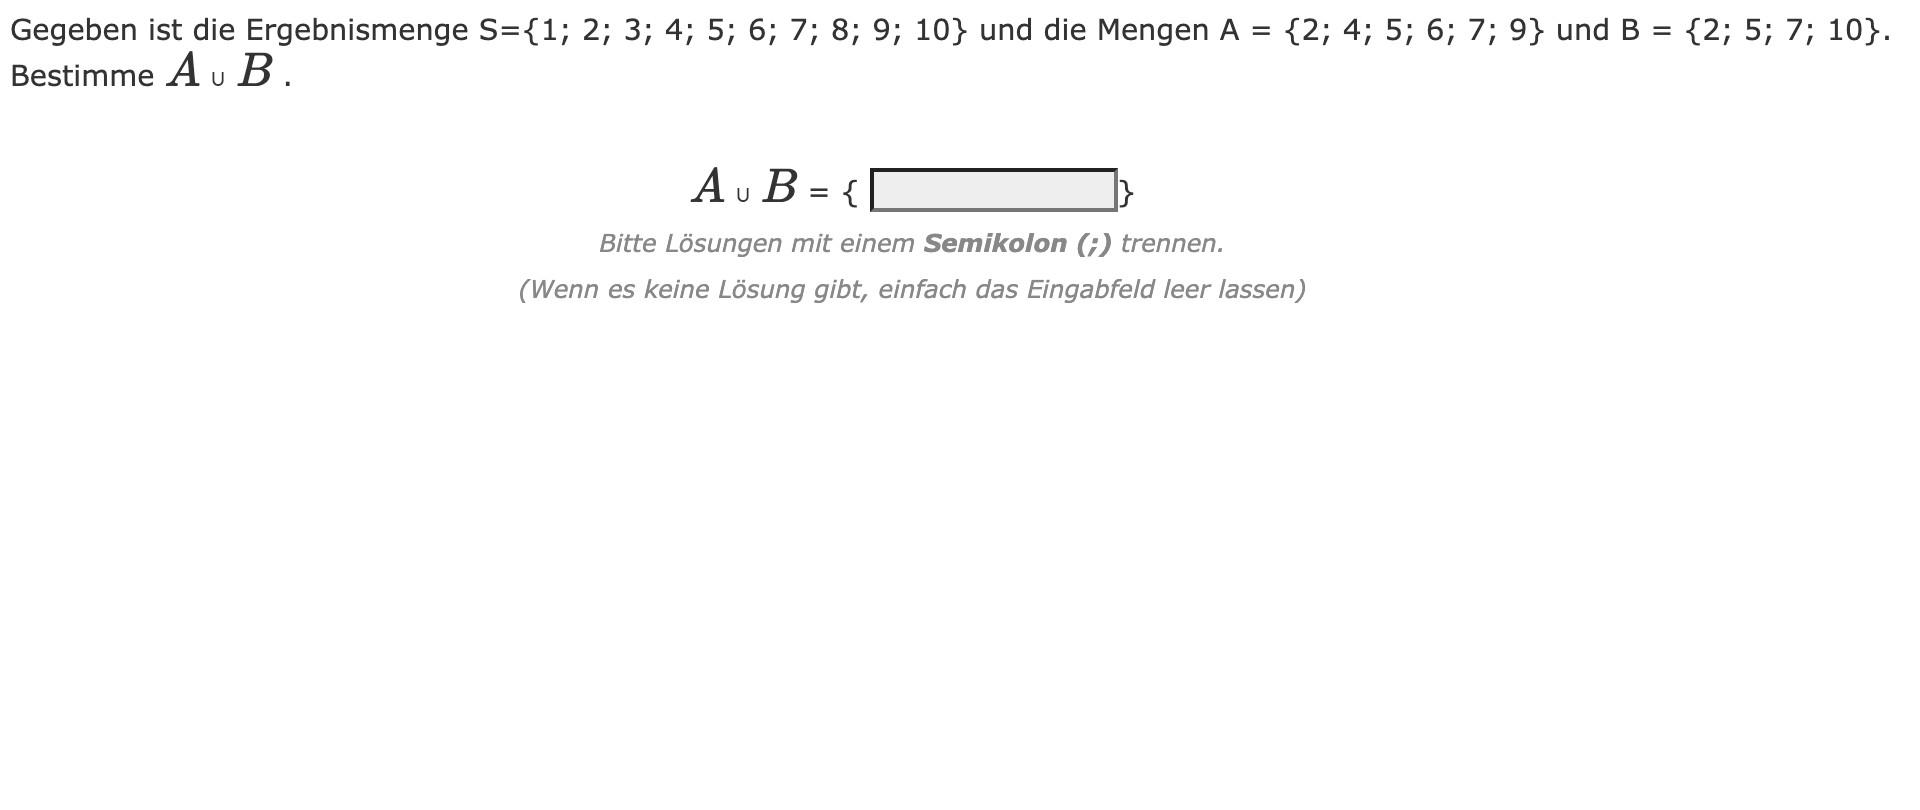 Gegeben ist die Ergebnismenge S={1; 2; 3; 4; 5; 6; 7; 8; 9; 10} und die Mengen A = {2; 4; 5; 6; 7; 9} und B = {2; 5; 7; 10}.
Bestimme A ∪ B .
A ∪ B = { }
Bitte Lösungen mit einem Semikolon (;) trennen.
(Wenn es keine Lösung gibt, einfach das Eingabfeld leer lassen)